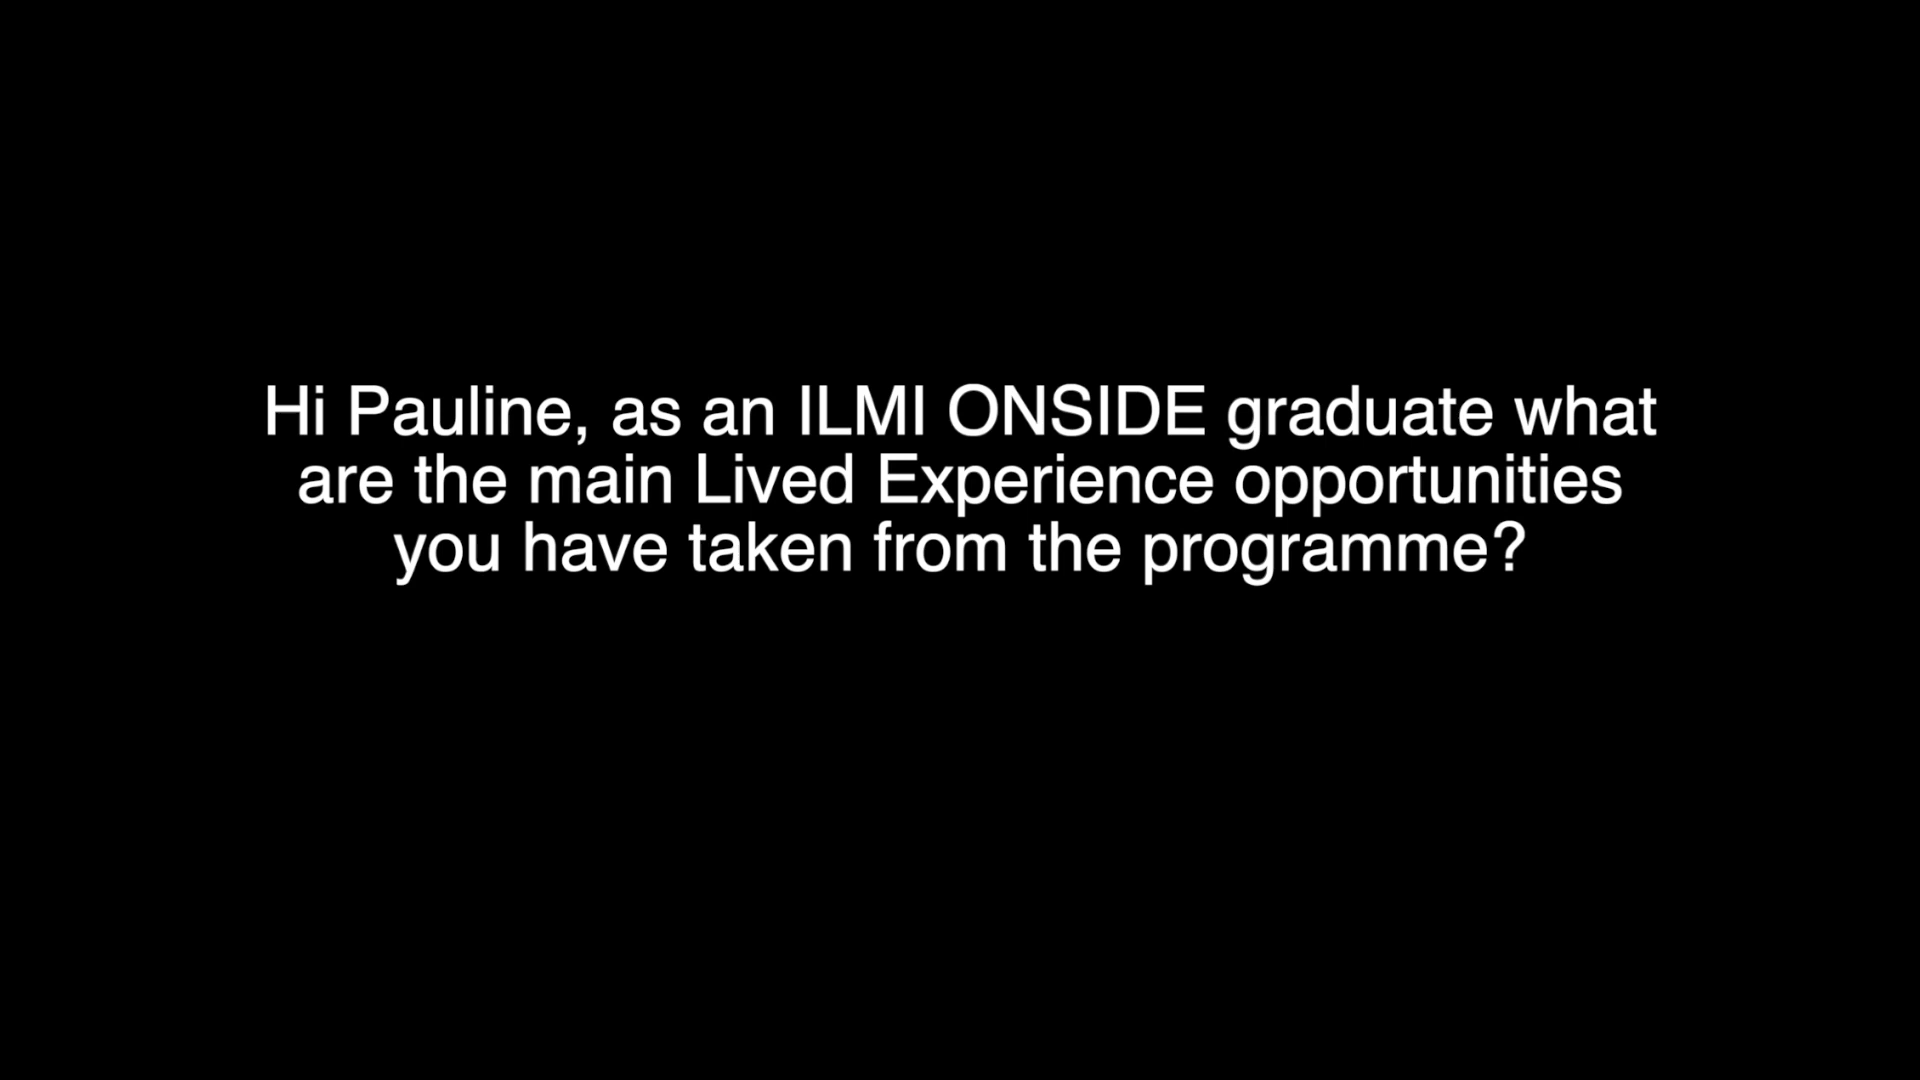 Hi Pauline, as an ILMI ONSIDE graduate what
are the main Lived Experience opportunities
you have taken from the programme?